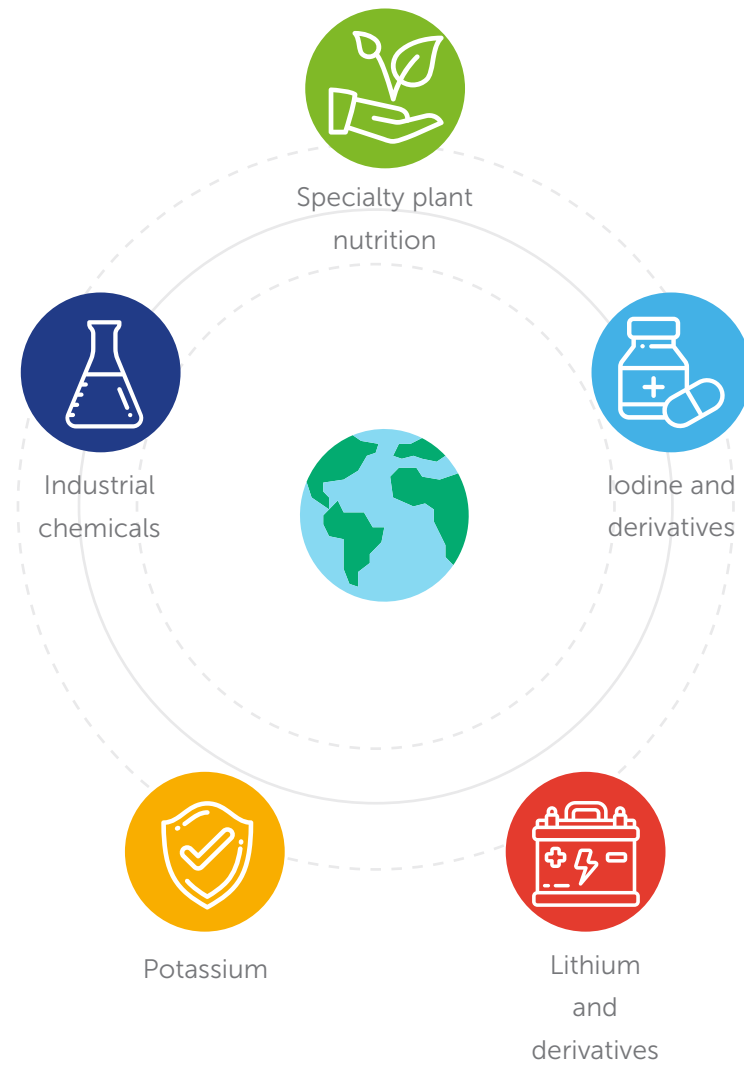 Specialty plant
nutrition
Industrial
chemicals
Iodine and
derivatives
Potassium
Lithium
and
derivatives